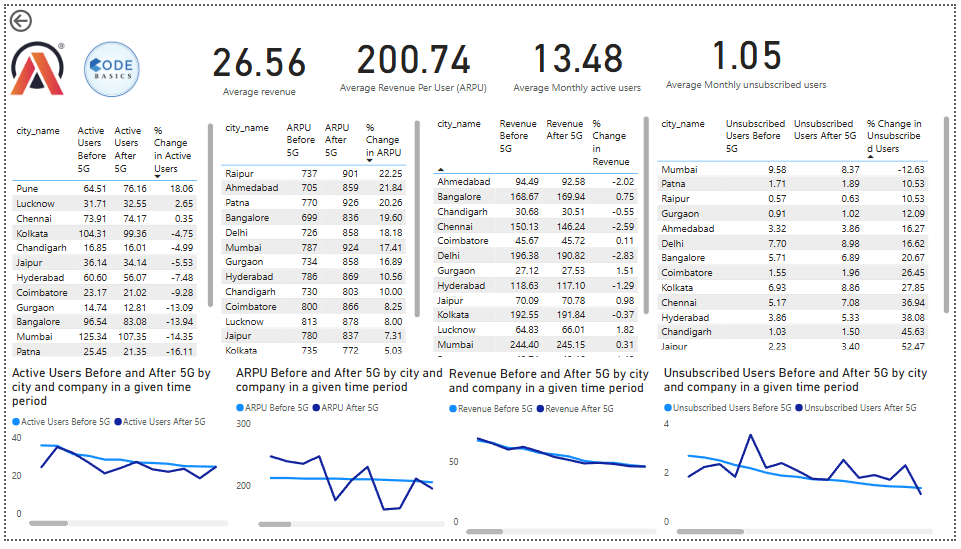 26.56
Average revenue
200.74
Average Revenue Per User (ARPU)
13.48
Average Monthly active users
1.05
Average Monthly unsubscribed users
®
CODE
BASICS
city_name Active Users Before 5G Active Users After 5G % Change in Active Users
Pune 64.51 76.16 18.06
Lucknow 31.71 32.55 2.65
Chennai 73.91 74.17 0.35
Kolkata 104.31 99.36 -4.75
Chandigarh 16.85 16.01 -4.99
Jaipur 36.14 34.14 -5.53
Hyderabad 60.60 56.07 -7.48
Coimbatore 23.17 21.02 -9.28
Gurgaon 14.74 12.81 -13.09
Bangalore 96.54 83.08 -13.94
Mumbai 125.34 107.35 -14.35
Patna 25.45 21.35 -16.11
city_name ARPU Before 5G ARPU After 5G % Change in ARPU
Raipur 737 901 22.25
Ahmedabad 705 859 21.84
Patna 770 926 20.26
Bangalore 699 836 19.60
Delhi 726 858 18.18
Mumbai 787 924 17.41
Gurgaon 734 858 16.89
Hyderabad 786 869 10.56
Chandigarh 730 803 10.00
Coimbatore 800 866 8.25
Lucknow 813 878 8.00
Jaipur 780 837 7.31
Kolkata 735 772 5.03
city_name Revenue Before 5G Revenue After 5G % Change in Revenue
Ahmedabad 94.49 92.58 -2.02
Bangalore 168.67 169.94 0.75
Chandigarh 30.68 30.51 -0.55
Chennai 150.13 146.24 -2.59
Coimbatore 45.67 45.72 0.11
Delhi 196.38 190.82 -2.83
Gurgaon 27.12 27.53 1.51
Hyderabad 118.63 117.10 -1.29
Jaipur 70.09 70.78 0.98
Kolkata 192.55 191.84 -0.37
Lucknow 64.83 66.01 1.82
Mumbai 244.40 245.15 0.31
city_name Unsubscribed Users Before 5G Unsubscribed Users After 5G % Change in Unsubscribe d Users
Mumbai 9.58 8.37 -12.63
Patna 1.71 1.89 10.53
Raipur 0.57 0.63 10.53
Gurgaon 0.91 1.02 12.09
Ahmedabad 3.32 3.86 16.27
Delhi 7.70 8.98 16.62
Bangalore 5.71 6.89 20.67
Coimbatore 1.55 1.96 26.45
Kolkata 6.93 8.86 27.85
Chennai 5.17 7.08 36.94
Hyderabad 3.86 5.33 38.08
Chandigarh 1.03 1.50 45.63
Jaipur 2.23 3.40 52.47
Active Users Before and After 5G by
city and company in a given time
period
Active Users Before 5G Active Users After 5G
40
20
0
ARPU Before and After 5G by city and
company in a given time period
ARPU Before 5G ARPU After 5G
300
200
Revenue Before and After 5G by city
and company in a given time period
Revenue Before 5G Revenue After 5G
50
0
Unsubscribed Users Before and After 5G by
city and company in a given time period
Unsubscribed Users Before 5G Unsubscribed Users After 5G
4
2
0